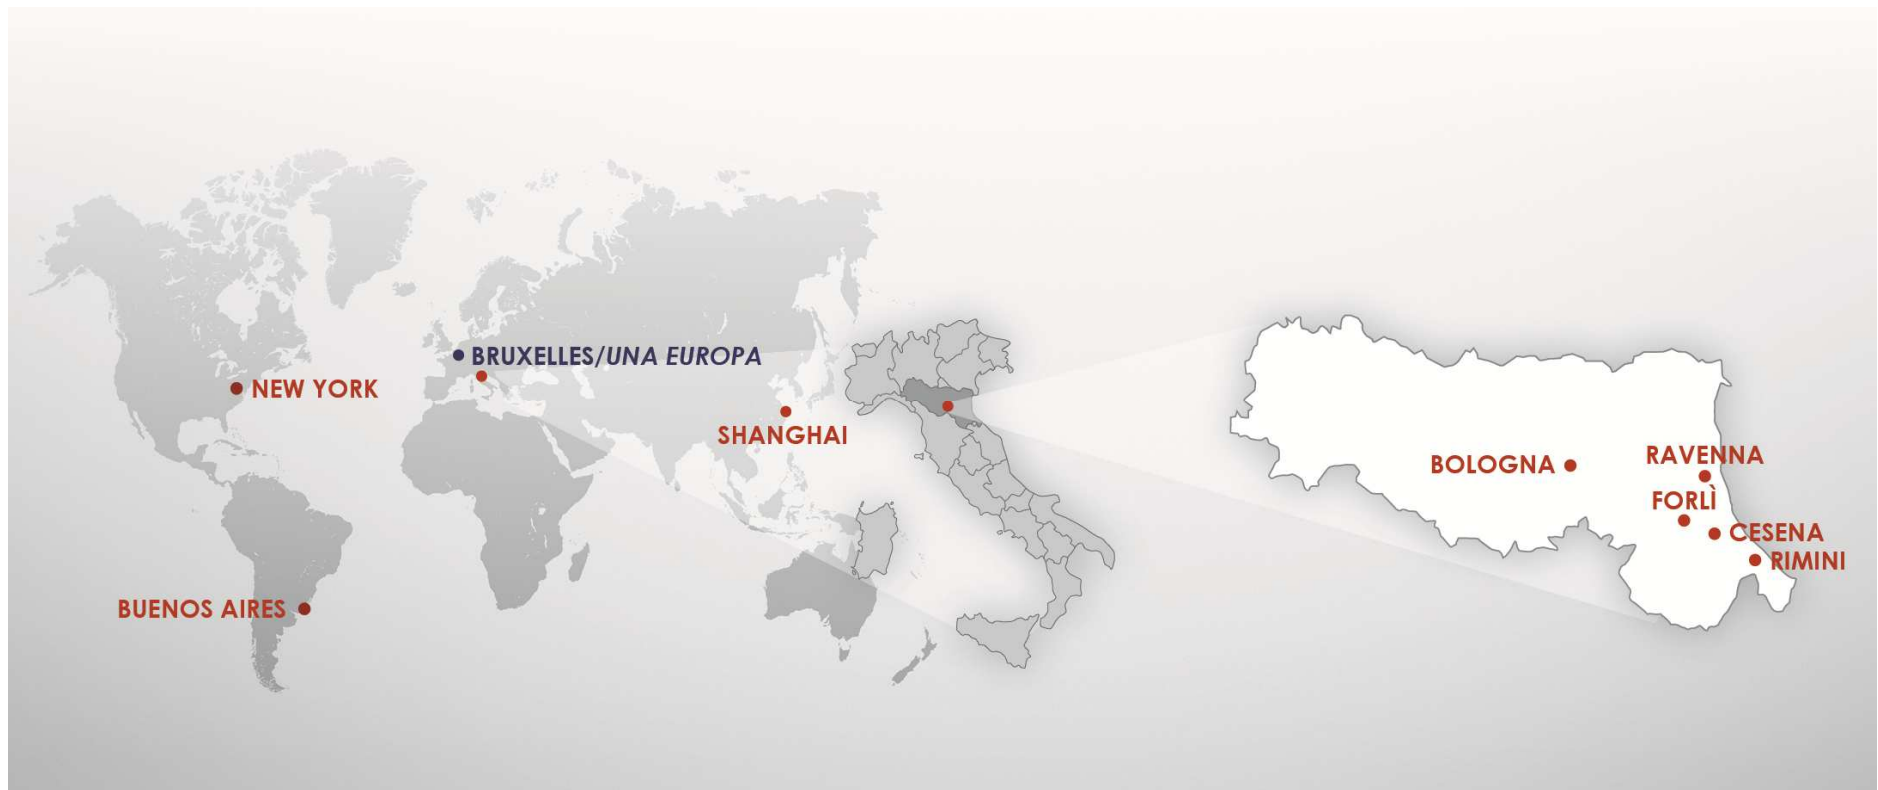 BRUXELLES/UNA EUROPA
NEW YORK
SHANGHAI
BUENOS AIRES
BOLOGNA
RAVENNA
FORLÌ
CESENA
RIMINI